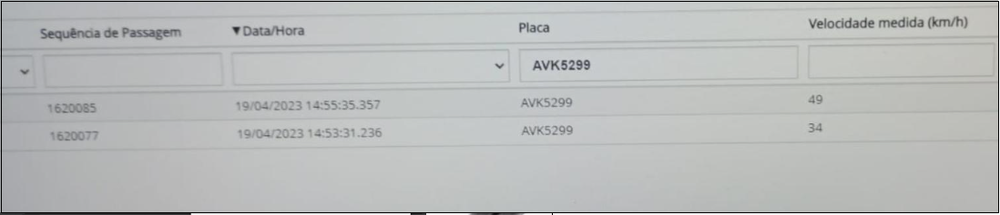 Sequência de Passagem ▼Data/Hora Placa Velocidade medida (km/h)
AVK5299
1620085 19/04/2023 14:55:35.357 AVK5299 49
1620077 19/04/2023 14:53:31.236 AVK5299 34